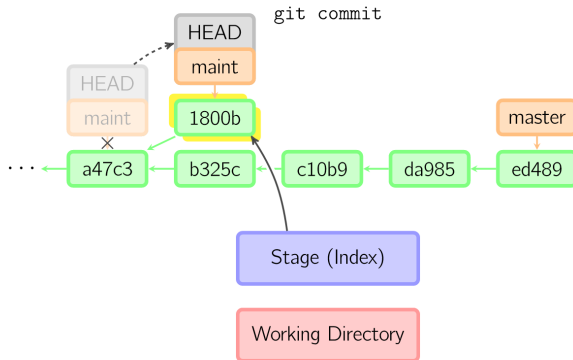 git commit
HEAD
maint
HEAD
maint
1800b
master
...
a47c3
b325c
c10b9
da985
ed489
Stage (Index)
Working Directory